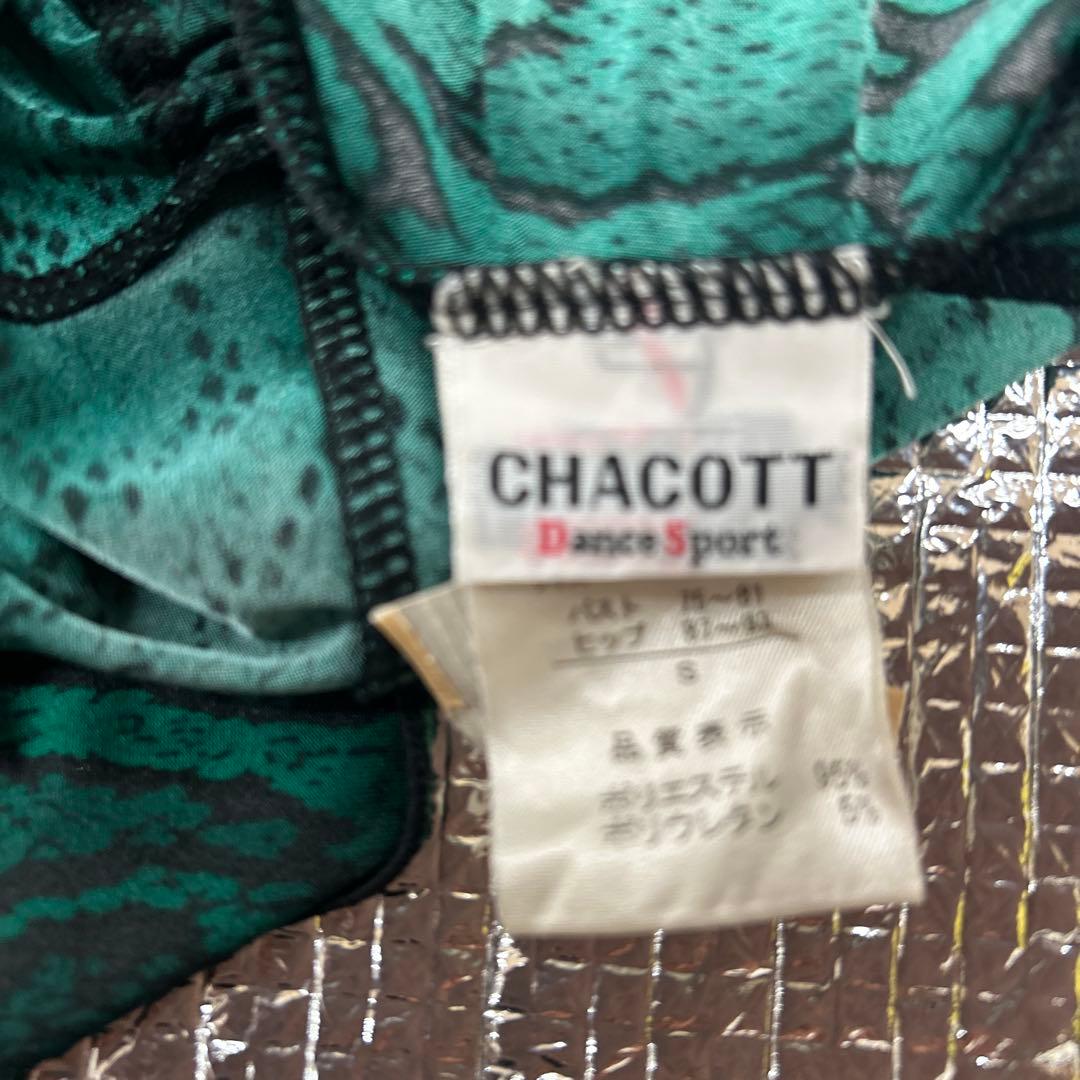 CHACOTT
Dance Sport
バスト
ヒップ
S
品質表示
ポリエステル 95%
ポリウレタン 5%